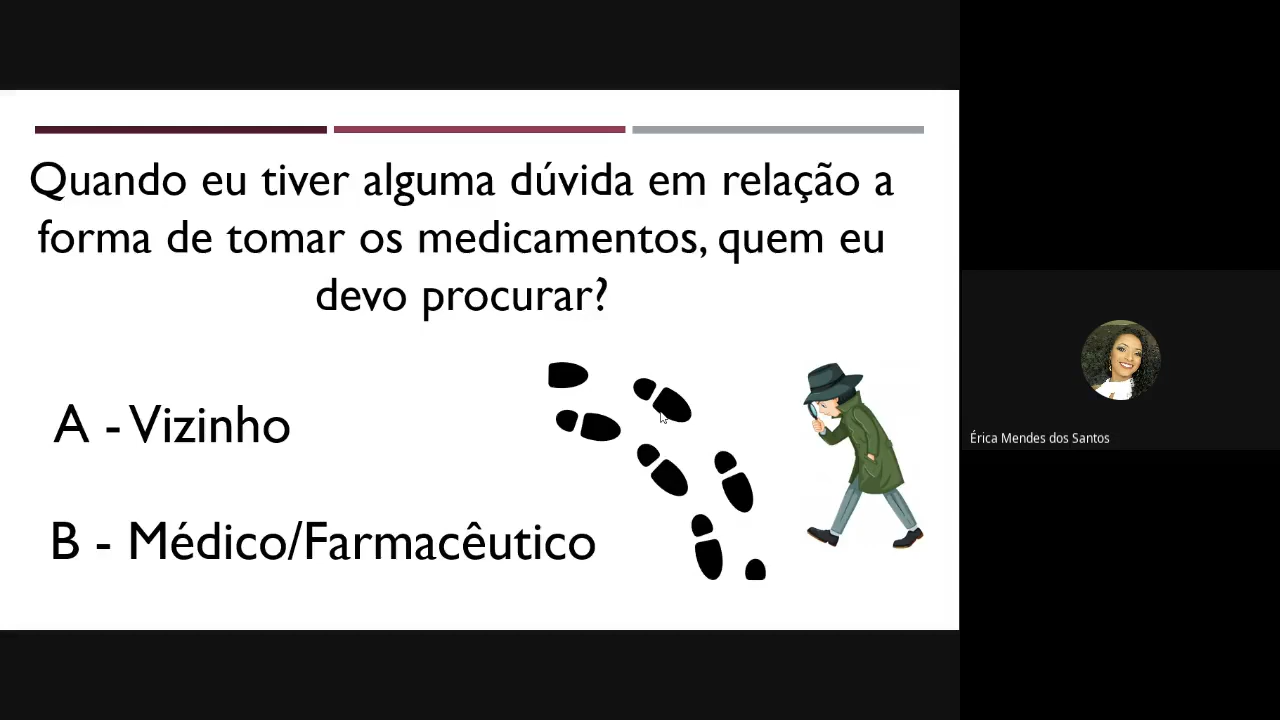 Quando eu tiver alguma dúvida em relação a
forma de tomar os medicamentos, quem eu
devo procurar?
A - Vizinho
B - Médico/Farmacêutico
Érica Mendes dos Santos